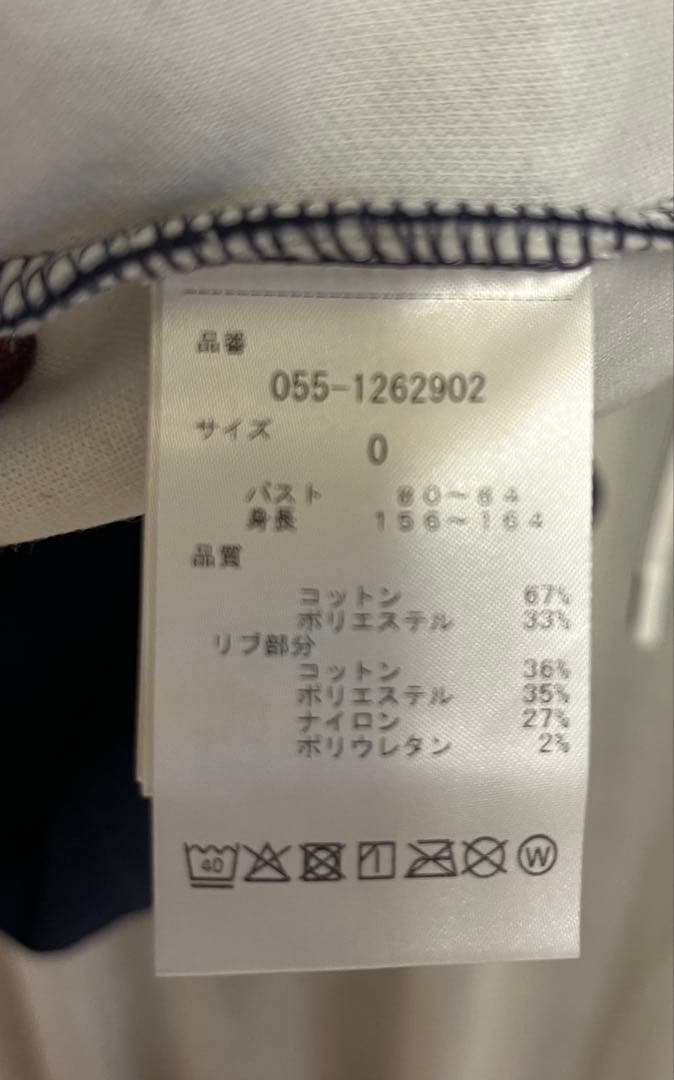 品番
055-1262902
サイズ
0
バスト 80~84
身長 156~164
品質
コットン 67%
ポリエステル 33%
リブ部分
コットン 36%
ポリエステル 35%
ナイロン 27%
ポリウレタン 2%
40 W